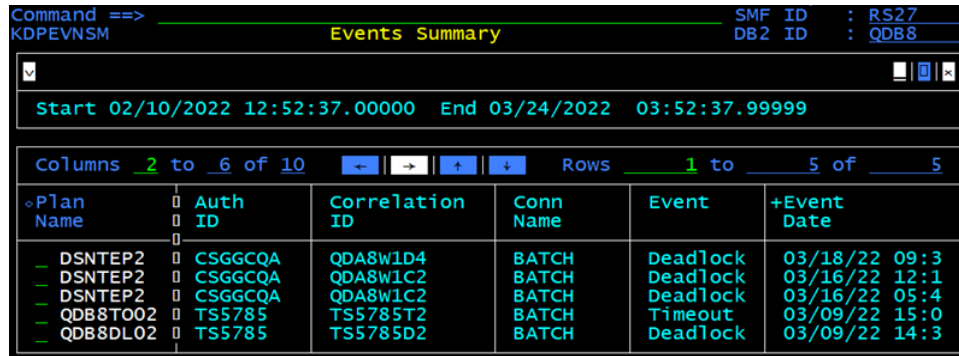 Command ==> SMF ID : RS27
KDPEVNSM Events Summary DB2 ID : QDB8
Start 02/10/2022 12:52:37.00000 End 03/24/2022 03:52:37.99999
Columns 2 to 6 of 10 ← | → | ↑ | ↓ Rows 1 to 5 of 5
◇Plan Auth Correlation Conn Event +Event
Name ID ID Name Date
_ DSNTEP2 CSGGCQA QDA8W1D4 BATCH Deadlock 03/18/22 09:3
_ DSNTEP2 CSGGCQA QDA8W1C2 BATCH Deadlock 03/16/22 12:1
_ DSNTEP2 CSGGCQA QDA8W1C2 BATCH Deadlock 03/16/22 05:4
_ QDB8TO02 TS5785 TS5785T2 BATCH Timeout 03/09/22 15:0
_ QDB8DL02 TS5785 TS5785D2 BATCH Deadlock 03/09/22 14:3